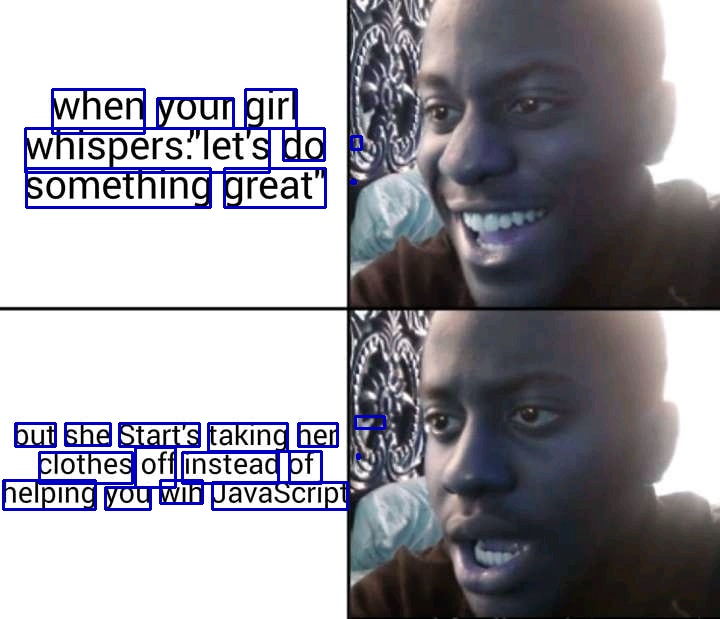 when your girl
whispers:"let's do
something great"
but she Start's taking her
clothes off instead of
helping you win JavaScript